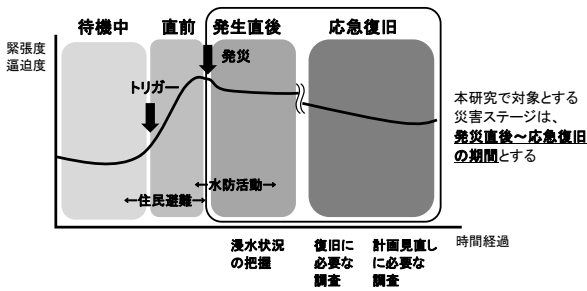 待機中
直前
発生直後
応急復旧
緊張度
逼迫度
発災
トリガー
本研究で対象とする
災害ステージは、
発災直後～応急復旧
の期間とする
←水防活動→
←住民避難→
時間経過
浸水状況
の把握
復旧に
必要な
調査
計画見直し
に必要な
調査